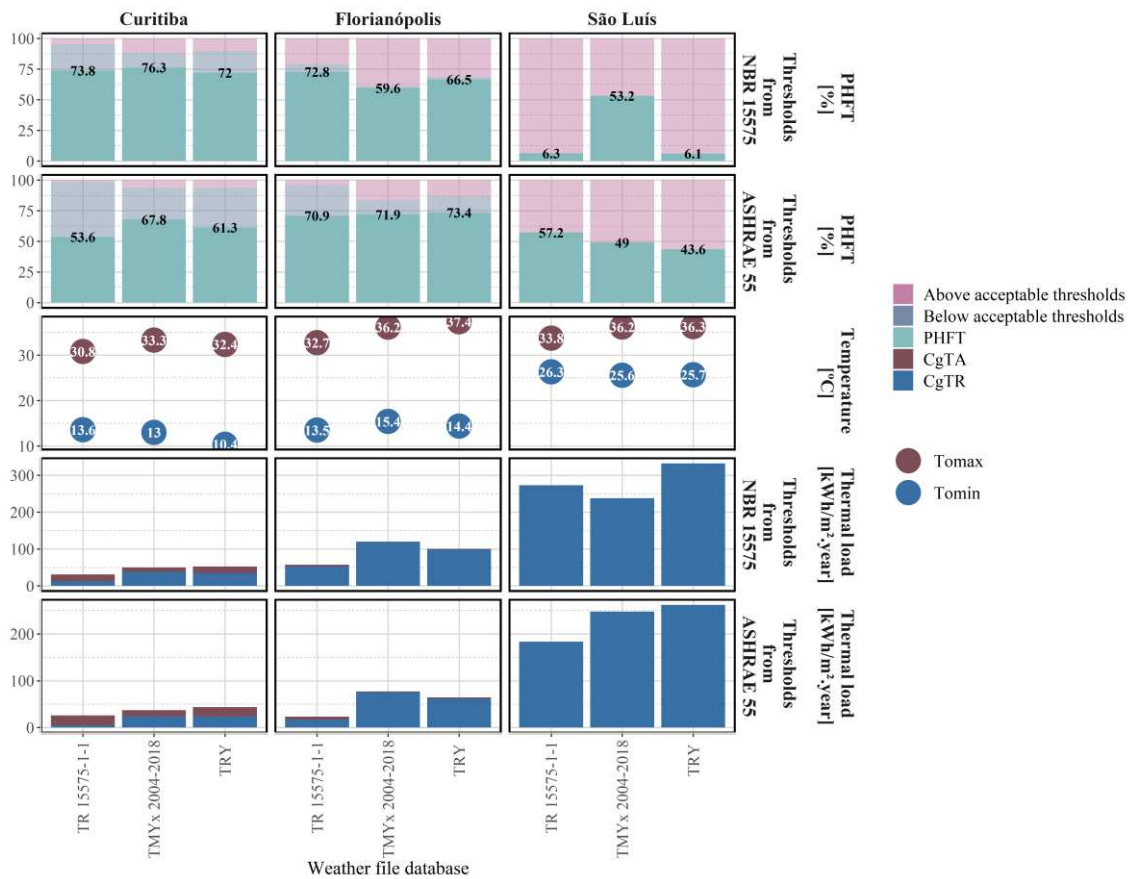 Curitiba
Florianópolis
São Luís
100
75
50
25
0
73.8
76.3
72
72.8
59.6
66.5
6.3
53.2
6.1
Thresholds
from
NBR 15575
PHFT
[%]
100
75
50
25
0
53.6
67.8
61.3
70.9
71.9
73.4
57.2
49
43.6
Thresholds
from
ASHRAE 55
PHFT
[%]
30
20
10
30.8
33.3
32.4
13.6
13
10.4
32.7
36.2
37.4
13.5
15.4
14.4
33.8
36.2
36.3
26.3
25.6
25.7
Temperature
[ºC]
300
200
100
0
Thresholds
from
NBR 15575
Thermal load
[kWh/m².year]
200
100
0
Thresholds
from
ASHRAE 55
Thermal load
[kWh/m².year]
TR 15575-1-1
TMYx 2004-2018
TRY
TR 15575-1-1
TMYx 2004-2018
TRY
TR 15575-1-1
TMYx 2004-2018
TRY
Weather file database
Above acceptable thresholds
Below acceptable thresholds
PHFT
CgTA
CgTR
Tomax
Tomin